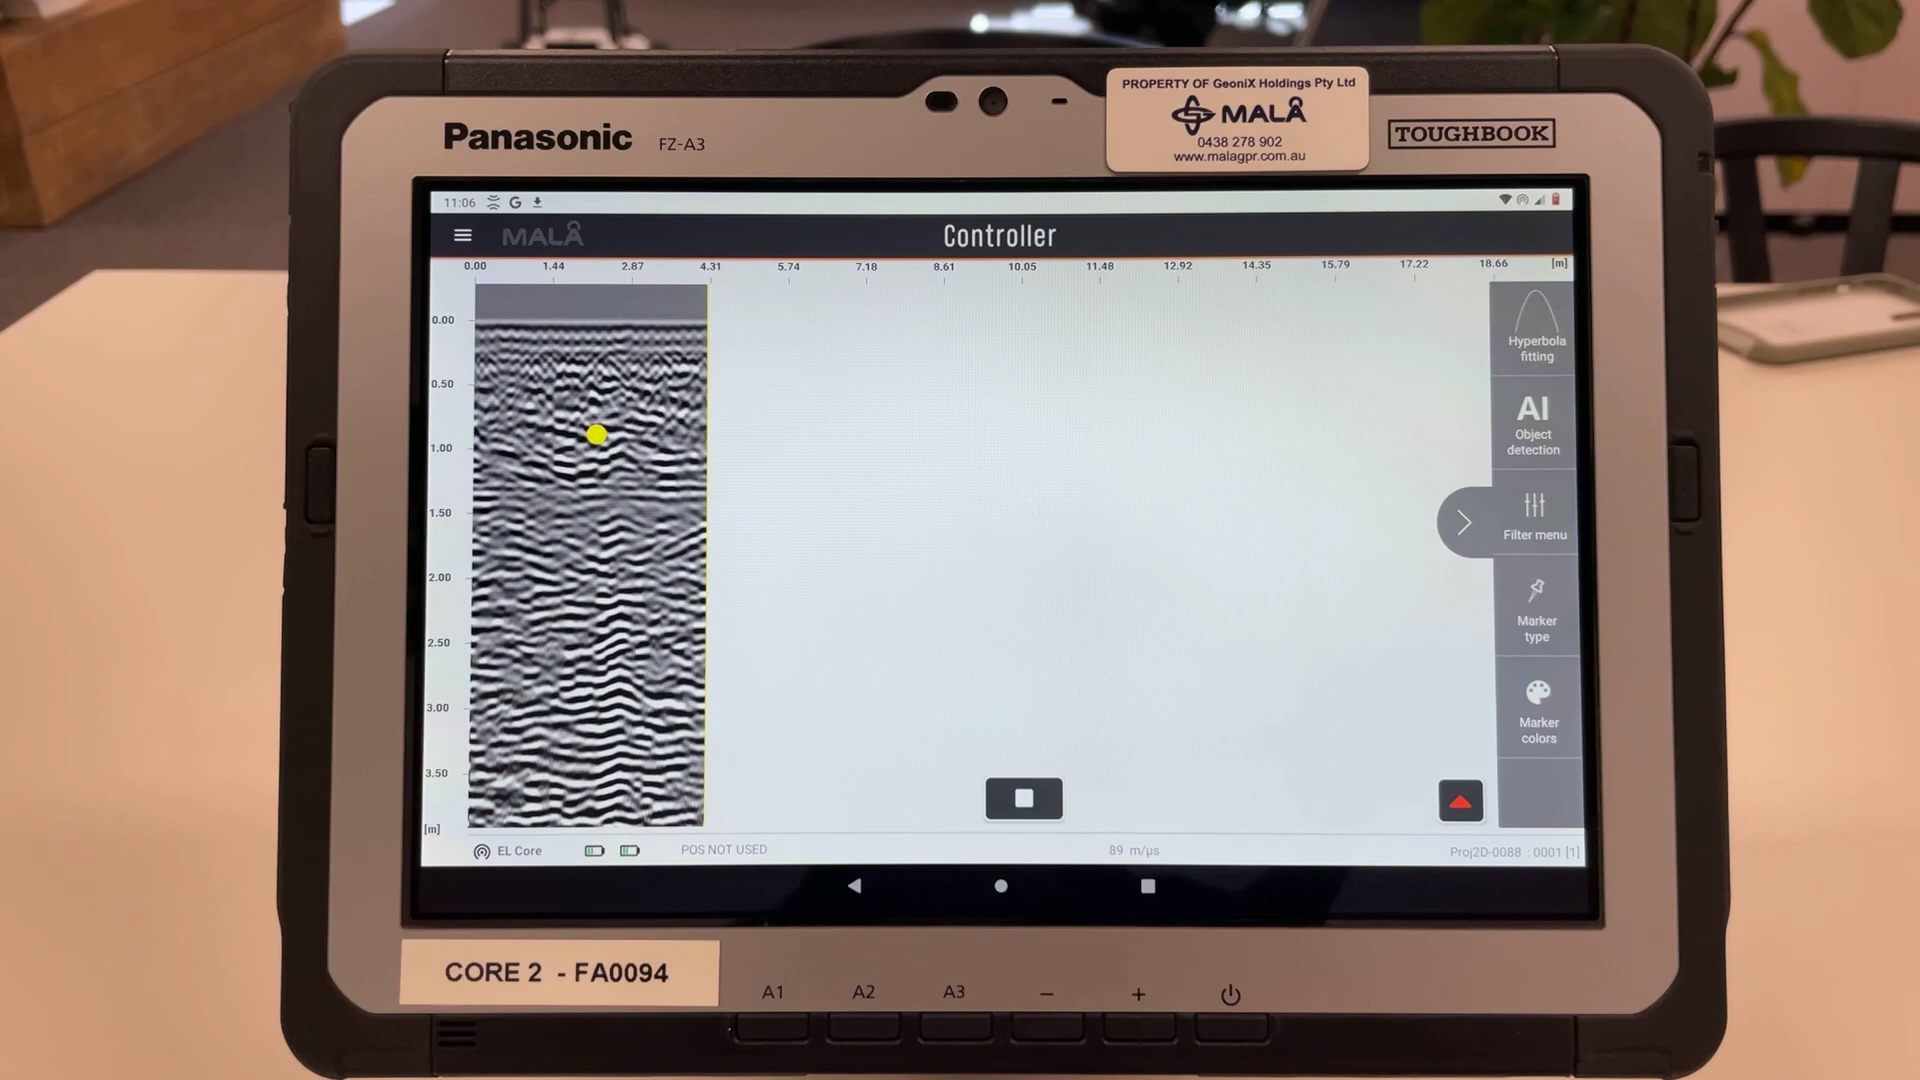 PROPERTY OF GeoniX Holdings Pty Ltd
MALÅ
0438 278 902
www.malagpr.com.au
Panasonic FZ-A3
TOUGHBOOK
11:06 G
MALÅ Controller
0.00 1.44 2.87 4.31 5.74 7.18 8.61 10.05 11.48 12.92 14.35 15.79 17.22 18.66 [m]
0.00
0.50
1.00
1.50
2.00
2.50
3.00
3.50
[m]
Hyperbola
fitting
AI
Object
detection
Filter menu
Marker
type
Marker
colors
EL Core POS NOT USED 89 m/µs Proj2D-0088 : 0001 [1]
CORE 2 - FA0094
A1 A2 A3 − +